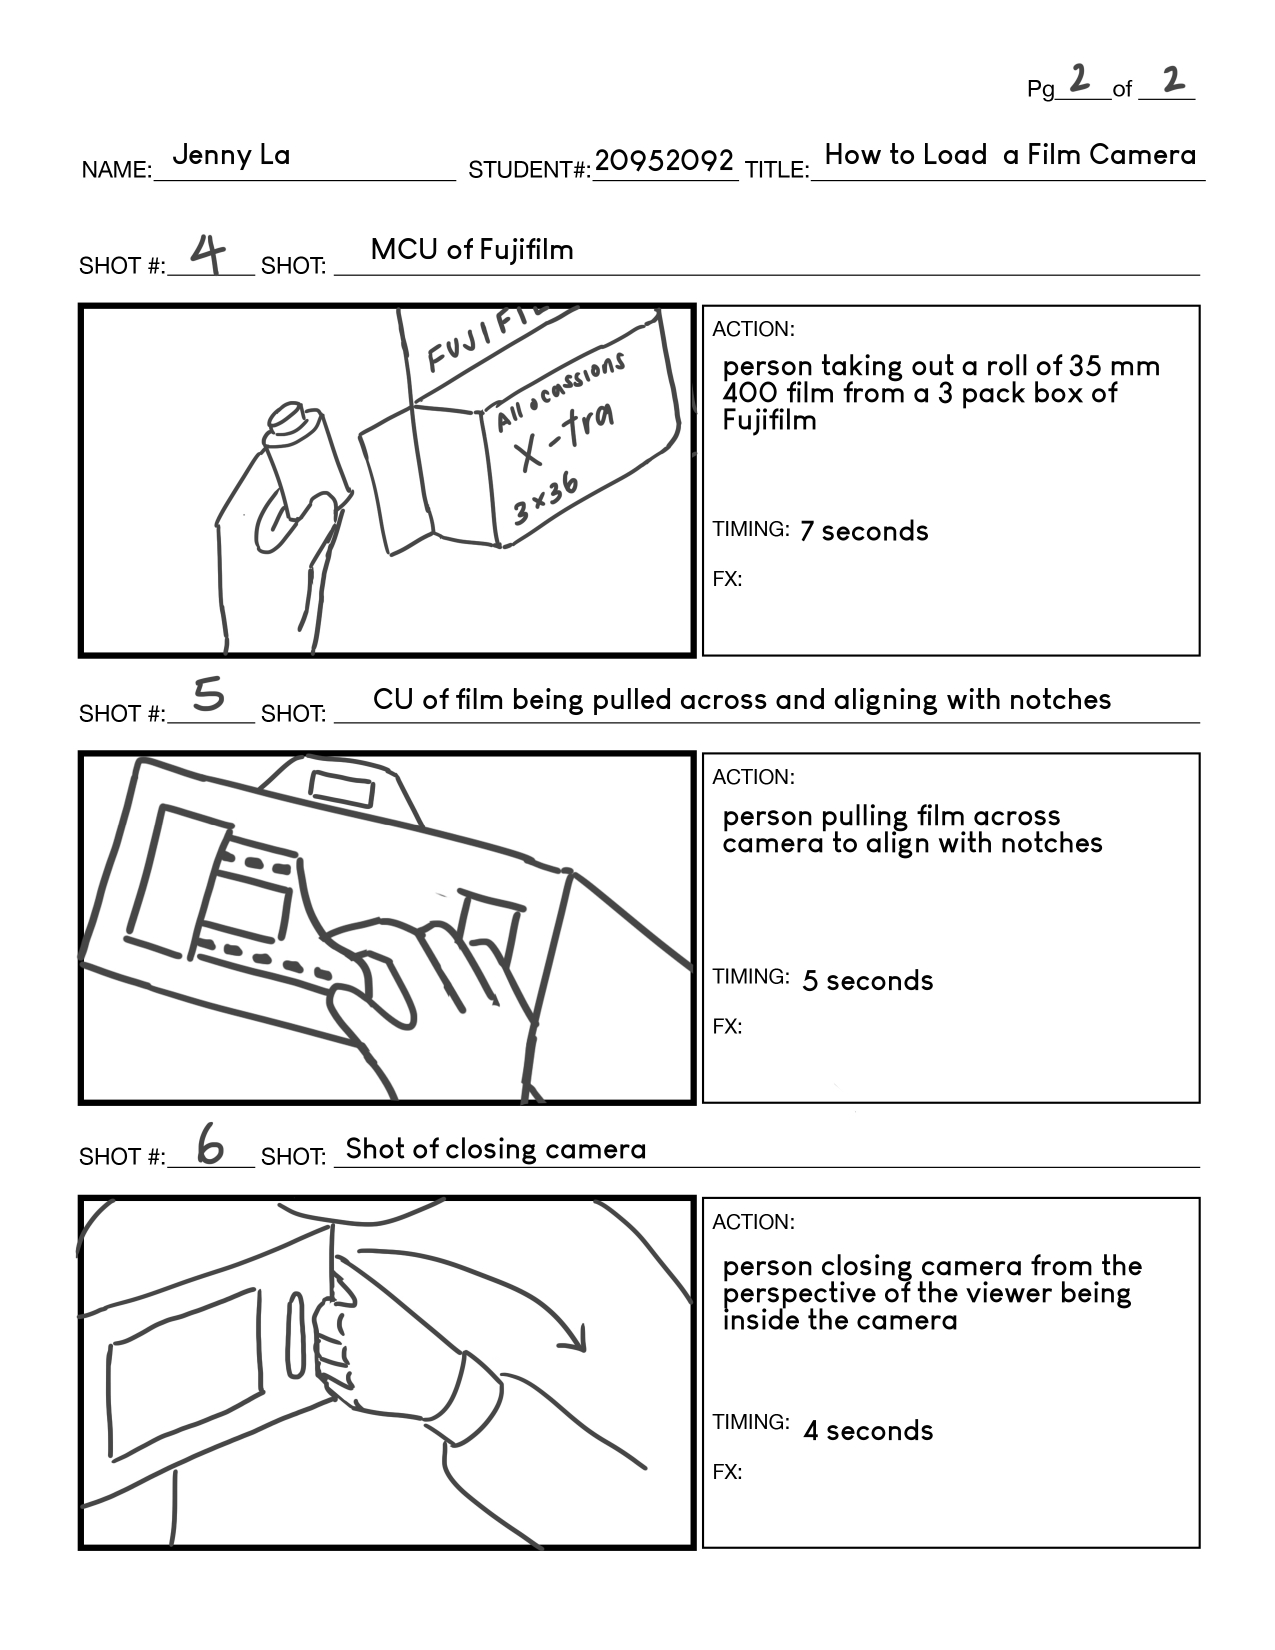 Pg 2 of 2
NAME: Jenny La STUDENT#: 20952092 TITLE: How to Load a Film Camera
SHOT #: 4 SHOT: MCU of Fujifilm
FUJIFIL
All ocassions
X-tra
3x36
ACTION:
person taking out a roll of 35 mm
400 film from a 3 pack box of
Fujifilm
TIMING: 7 seconds
FX:
SHOT #: 5 SHOT: CU of film being pulled across and aligning with notches
ACTION:
person pulling film across
camera to align with notches
TIMING: 5 seconds
FX:
SHOT #: 6 SHOT: Shot of closing camera
ACTION:
person closing camera from the
perspective of the viewer being
inside the camera
TIMING: 4 seconds
FX: